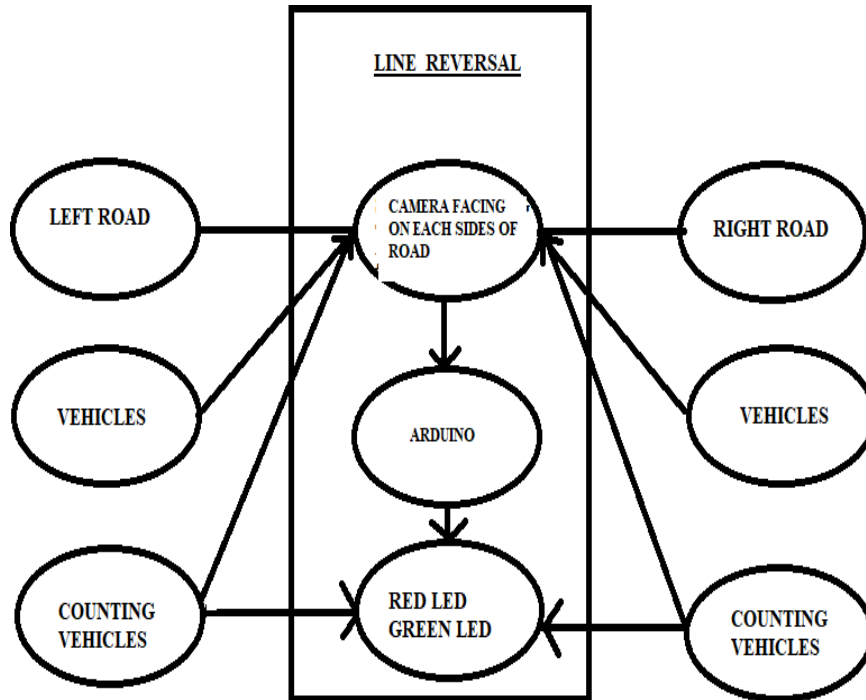 LINE REVERSAL
LEFT ROAD
CAMERA FACING
ON EACH SIDES OF
ROAD
RIGHT ROAD
VEHICLES
ARDUINO
VEHICLES
COUNTING
VEHICLES
RED LED
GREEN LED
COUNTING
VEHICLES